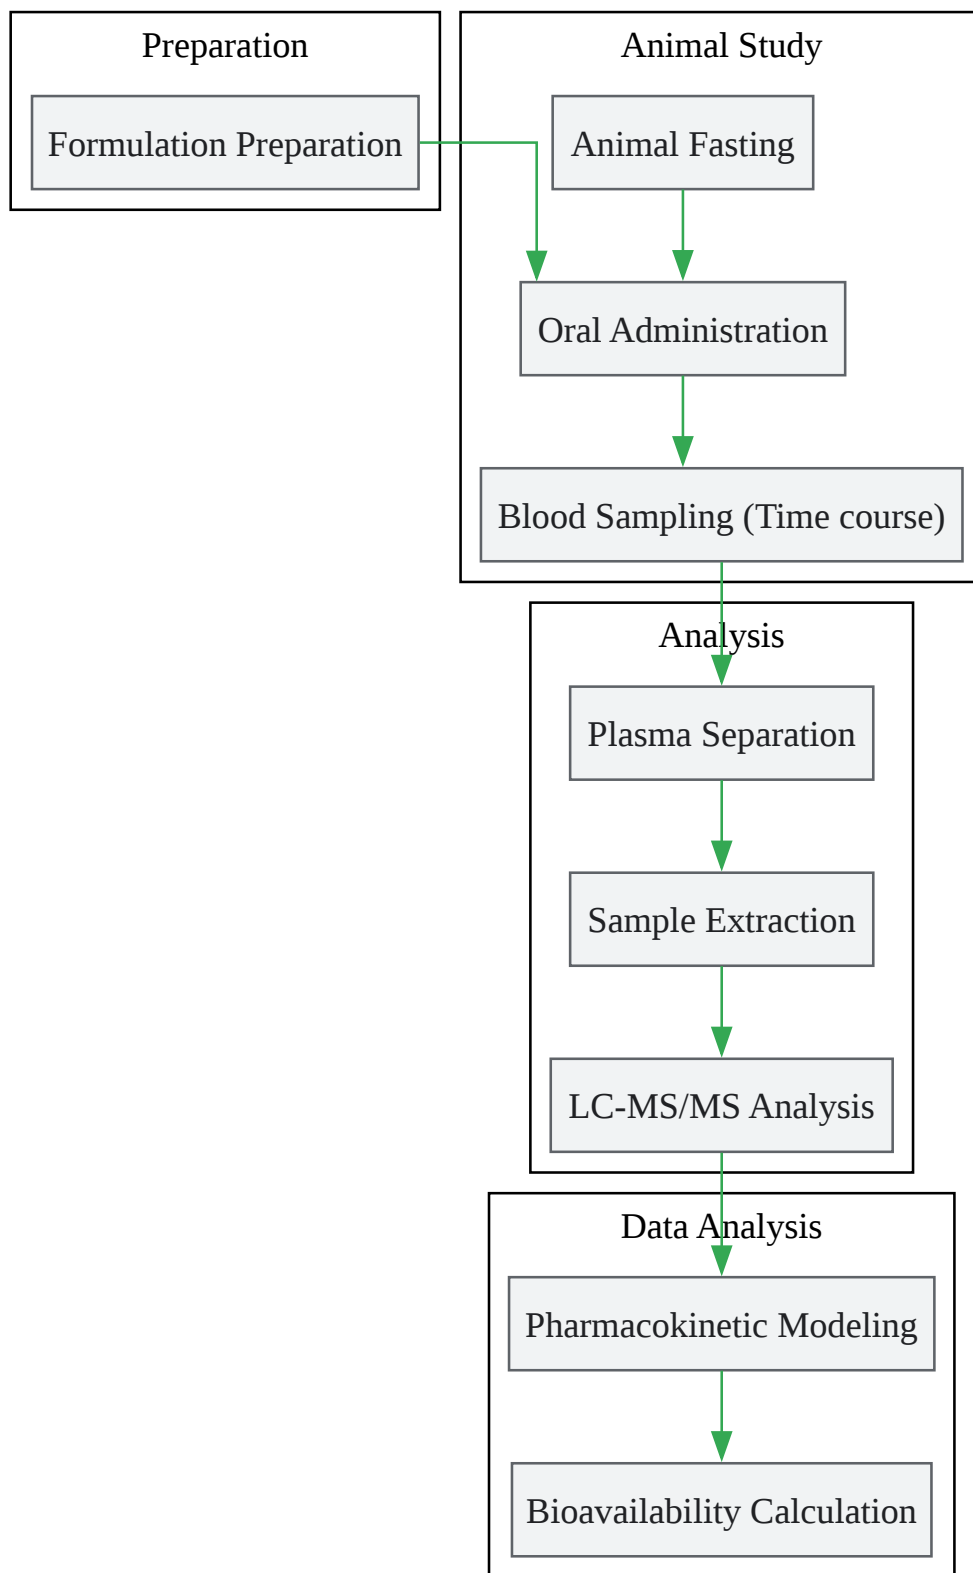 Preparation
Formulation Preparation
Animal Study
Animal Fasting
Oral Administration
Blood Sampling (Time course)
Analysis
Plasma Separation
Sample Extraction
LC-MS/MS Analysis
Data Analysis
Pharmacokinetic Modeling
Bioavailability Calculation